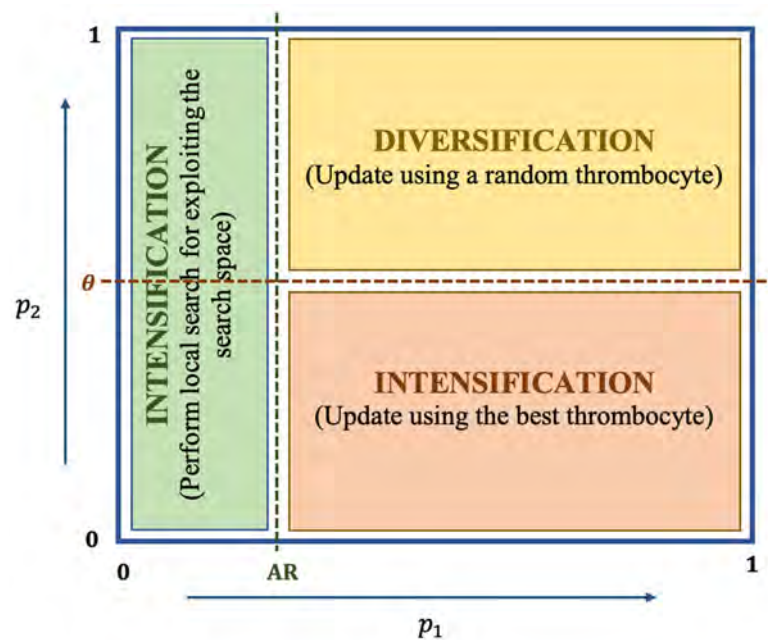 1
INTENSIFICATION
(Perform local search for exploiting the
search space)
DIVERSIFICATION
(Update using a random thrombocyte)
θ
p₂
INTENSIFICATION
(Update using the best thrombocyte)
0
0
AR
1
p₁